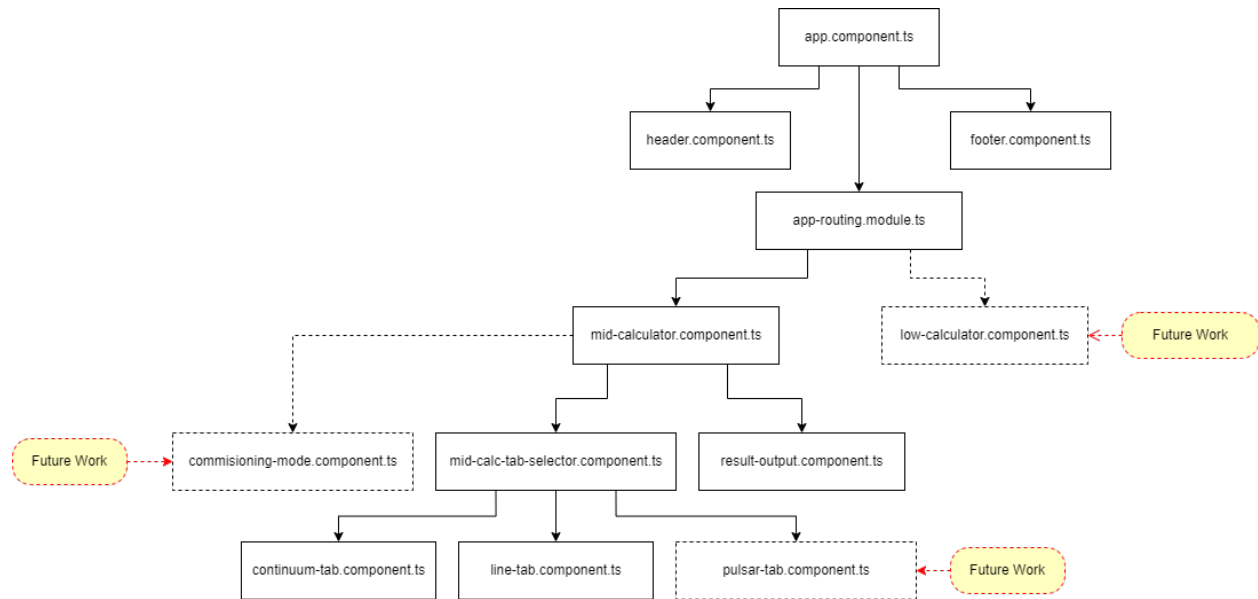 app.component.ts
header.component.ts
footer.component.ts
app-routing.module.ts
mid-calculator.component.ts
low-calculator.component.ts
Future Work
Future Work
commisioning-mode.component.ts
mid-calc-tab-selector.component.ts
result-output.component.ts
continuum-tab.component.ts
line-tab.component.ts
pulsar-tab.component.ts
Future Work